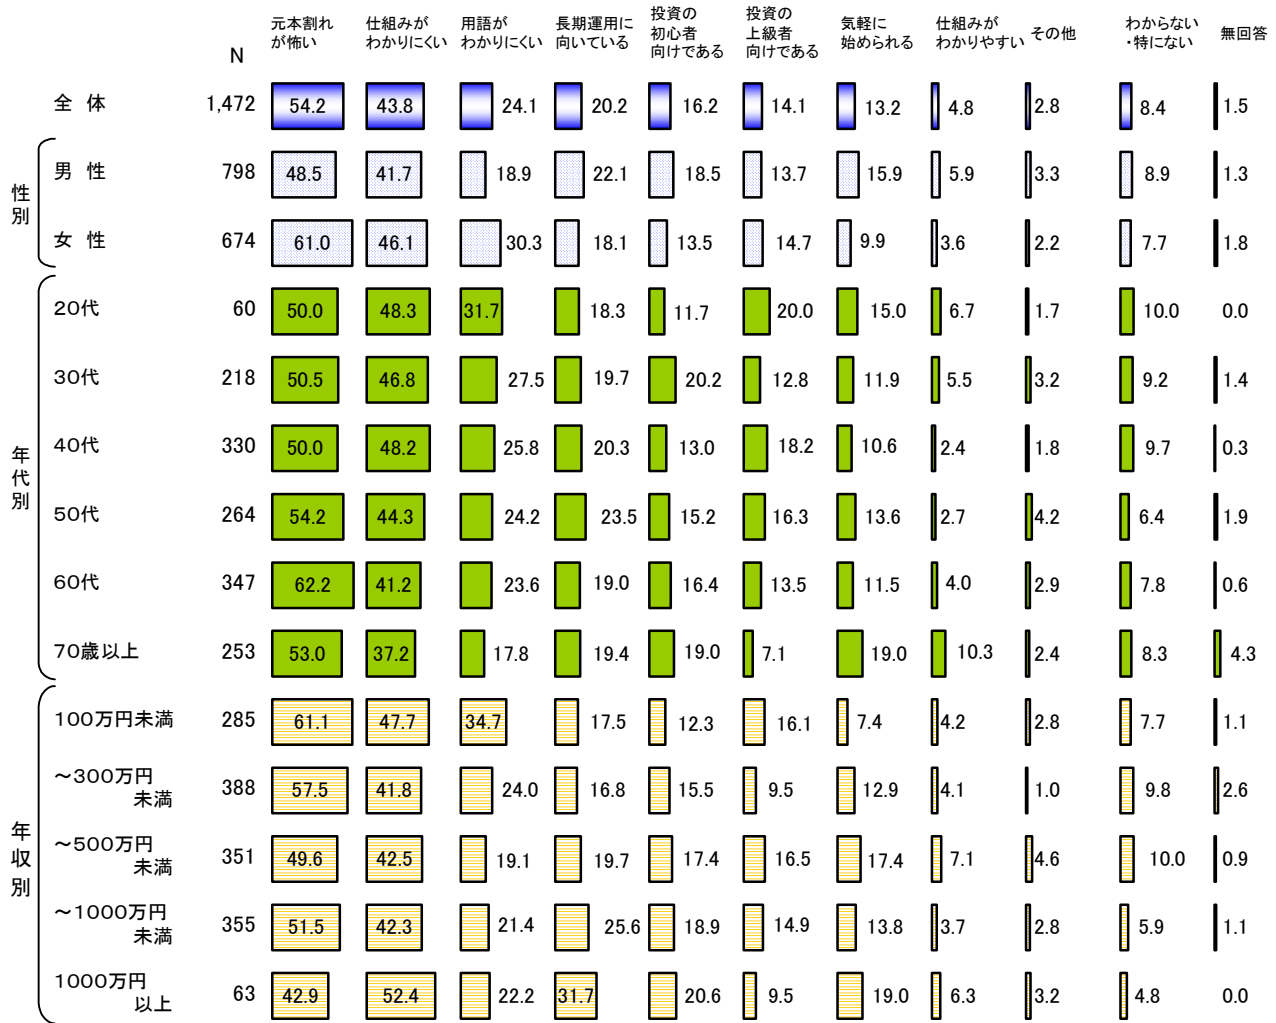 N 元本割れが怖い 仕組みがわかりにくい 用語がわかりにくい 長期運用に向いている 投資の初心者向けである 投資の上級者向けである 気軽に始められる 仕組みがわかりやすい その他 わからない・特にない 無回答
全 体 1,472 54.2 43.8 24.1 20.2 16.2 14.1 13.2 4.8 2.8 8.4 1.5
性別
男 性 798 48.5 41.7 18.9 22.1 18.5 13.7 15.9 5.9 3.3 8.9 1.3
女 性 674 61.0 46.1 30.3 18.1 13.5 14.7 9.9 3.6 2.2 7.7 1.8
年代別
20代 60 50.0 48.3 31.7 18.3 11.7 20.0 15.0 6.7 1.7 10.0 0.0
30代 218 50.5 46.8 27.5 19.7 20.2 12.8 11.9 5.5 3.2 9.2 1.4
40代 330 50.0 48.2 25.8 20.3 13.0 18.2 10.6 2.4 1.8 9.7 0.3
50代 264 54.2 44.3 24.2 23.5 15.2 16.3 13.6 2.7 4.2 6.4 1.9
60代 347 62.2 41.2 23.6 19.0 16.4 13.5 11.5 4.0 2.9 7.8 0.6
70歳以上 253 53.0 37.2 17.8 19.4 19.0 7.1 19.0 10.3 2.4 8.3 4.3
年収別
100万円未満 285 61.1 47.7 34.7 17.5 12.3 16.1 7.4 4.2 2.8 7.7 1.1
～300万円未満 388 57.5 41.8 24.0 16.8 15.5 9.5 12.9 4.1 1.0 9.8 2.6
～500万円未満 351 49.6 42.5 19.1 19.7 17.4 16.5 17.4 7.1 4.6 10.0 0.9
～1000万円未満 355 51.5 42.3 21.4 25.6 18.9 14.9 13.8 3.7 2.8 5.9 1.1
1000万円以上 63 42.9 52.4 22.2 31.7 20.6 9.5 19.0 6.3 3.2 4.8 0.0